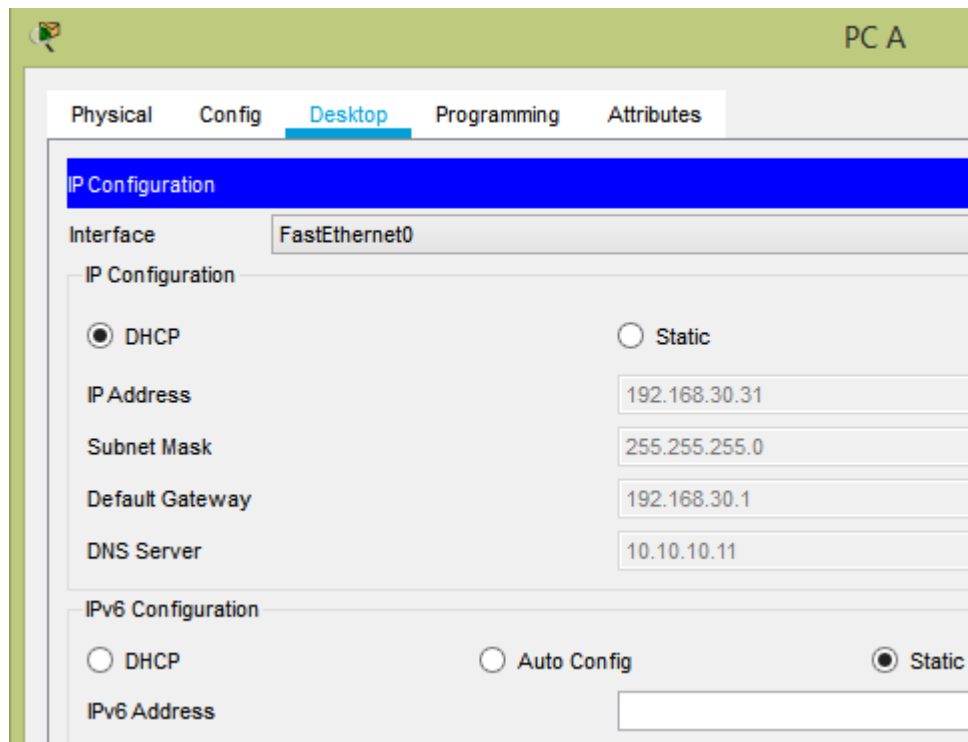 PC A
Physical Config Desktop Programming Attributes
IP Configuration
Interface FastEthernet0
IP Configuration
DHCP Static
IP Address 192.168.30.31
Subnet Mask 255.255.255.0
Default Gateway 192.168.30.1
DNS Server 10.10.10.11
IPv6 Configuration
DHCP Auto Config Static
IPv6 Address